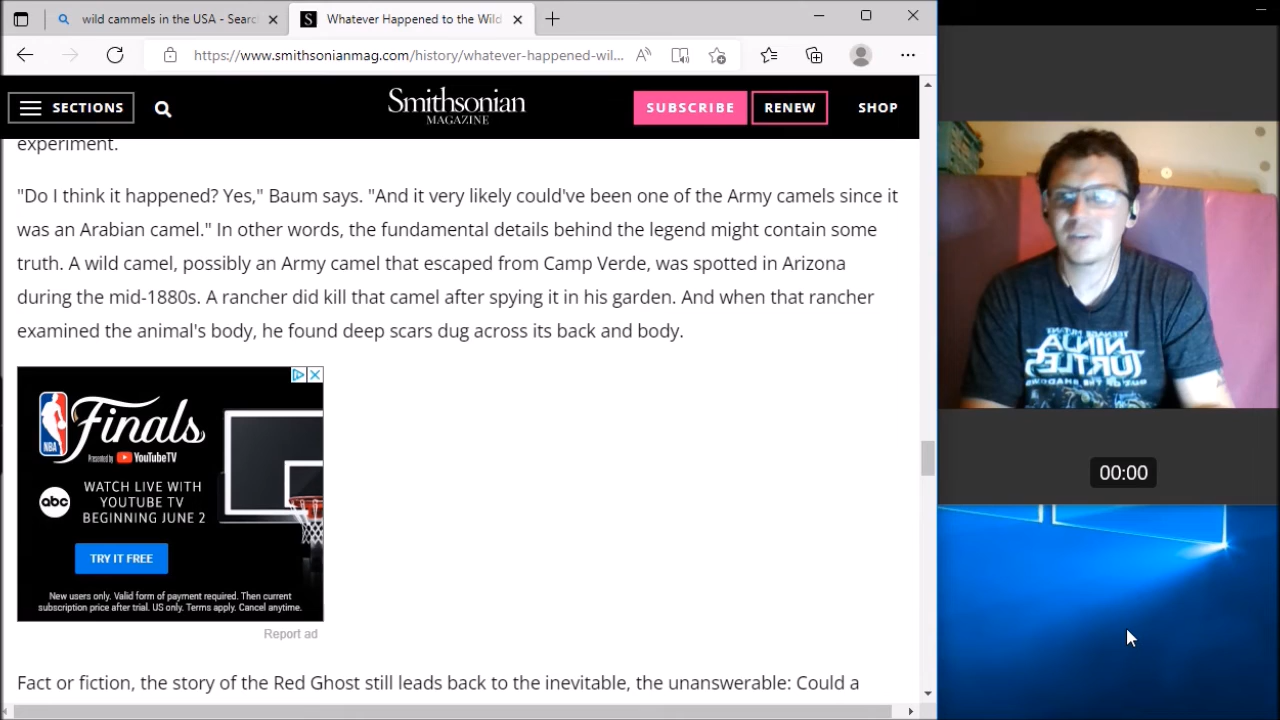 wild cammels in the USA - Searc
Whatever Happened to the Wild
https://www.smithsonianmag.com/history/whatever-happened-wil...
SECTIONS
Smithsonian
MAGAZINE
SUBSCRIBE
RENEW
SHOP
experiment.
"Do I think it happened? Yes," Baum says. "And it very likely could've been one of the Army camels since it
was an Arabian camel." In other words, the fundamental details behind the legend might contain some
truth. A wild camel, possibly an Army camel that escaped from Camp Verde, was spotted in Arizona
during the mid-1880s. A rancher did kill that camel after spying it in his garden. And when that rancher
examined the animal's body, he found deep scars dug across its back and body.
NBA
Finals
Presented by YouTubeTV
abc
WATCH LIVE WITH
YOUTUBE TV
BEGINNING JUNE 2
TRY IT FREE
New users only. Valid form of payment required. Then current
subscription price after trial. US only. Terms apply. Cancel anytime.
Report ad
Fact or fiction, the story of the Red Ghost still leads back to the inevitable, the unanswerable: Could a
TEENAGE MUTANT
NINJA
TURTLES
OUT OF THE SHADOWS
00:00